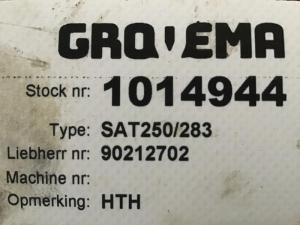 GROVEMA
Stock nr: 1014944
Type: SAT250/283
Liebherr nr: 90212702
Machine nr:
Opmerking: HTH